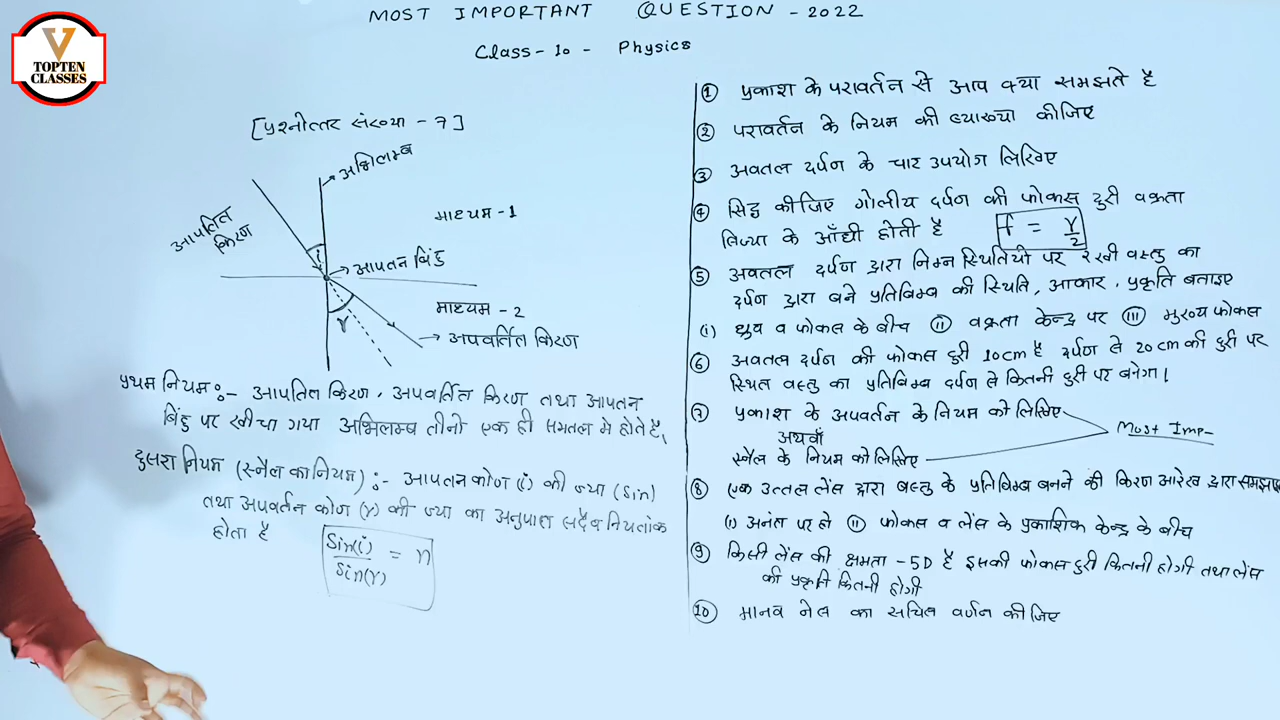 MOST IMPORTANT QUESTION - 2022
Class - 10 - Physics
V
TOPTEN
CLASSES
[प्रश्नोत्तर संख्या - 7]
अभिलम्ब
आपतित
किरण
माध्यम - 1
i
आपतन बिंदु
माध्यम - 2
r
अपवर्तित किरण
प्रथम नियम :- आपतित किरण, अपवर्तित किरण तथा आपतन
बिंदु पर खींचा गया अभिलम्ब तीनो एक ही समतल मे होते है,
दुसरा नियम (स्नैल का नियम) :- आपतन कोण (i) की ज्या (Sin)
तथा अपवर्तन कोण (r) की ज्या का अनुपात सदैव नियतांक
होता है
Sin(i)/Sin(r) = n
① प्रकाश के परावर्तन से आप क्या समझते है
② परावर्तन के नियम की व्याख्या कीजिए
③ अवतल दर्पण के चार उपयोग लिखिए
④ सिद्ध कीजिए गोलीय दर्पण की फोकस दुरी वक्रता
त्रिज्या के आँधी होती है f = r/2
⑤ अवतल दर्पण द्वारा निम्न स्थितियों पर रखी वस्तु का
दर्पण द्वारा बने प्रतिबिम्ब की स्थिति, आकार, प्रकृति बताइए
(i) ध्रुव व फोकस के बीच (ii) वक्रता केन्द्र पर (iii) मुख्य फोकस
⑥ अवतल दर्पण की फोकस दुरी 10cm है दर्पण से 20cm की दुरी पर
स्थित वस्तु का प्रतिबिम्ब दर्पण से कितनी दुरी पर बनेगा।
⑦ प्रकाश के अपवर्तन के नियम को लिखिए
अथवाँ
स्नैल के नियम को लिखिए
Most Imp-
⑧ एक उत्तल लेंस द्वारा वस्तु के प्रतिबिम्ब बनने की किरण आरेख द्वारा
(i) अनंत पर हो (ii) फोकस व लेंस के प्रकाशिक केन्द्र के बीच
⑨ किसी लेंस की क्षमता -5D है इसकी फोकस दुरी कितनी होगी तथा लेंस
की प्रकृति कितनी होगी
⑩ मानव नेत्र का सचित्र वर्णन कीजिए